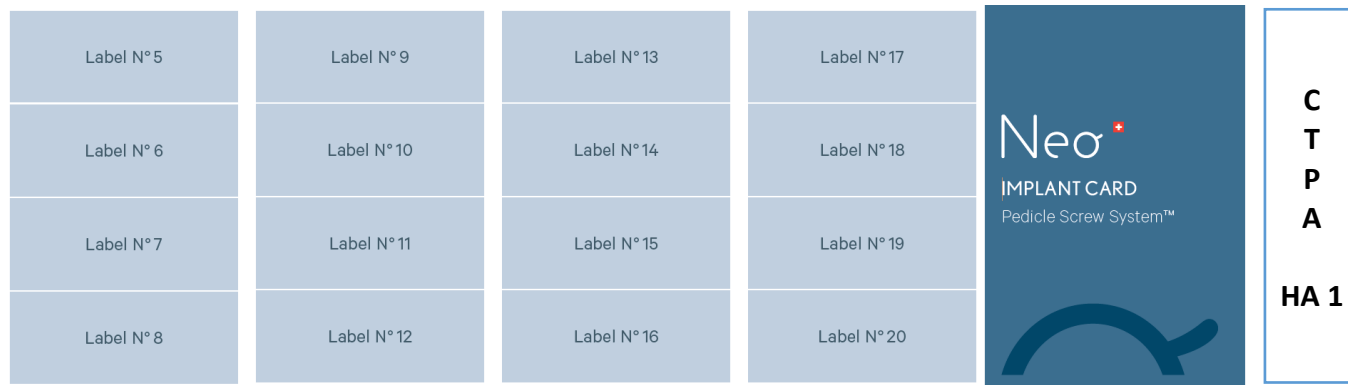 Label N° 5
Label N° 6
Label N° 7
Label N° 8
Label N° 9
Label N° 10
Label N° 11
Label N° 12
Label N° 13
Label N° 14
Label N° 15
Label N° 16
Label N° 17
Label N° 18
Label N° 19
Label N° 20
Neo
IMPLANT CARD
Pedicle Screw System™
C
T
P
A
HA 1